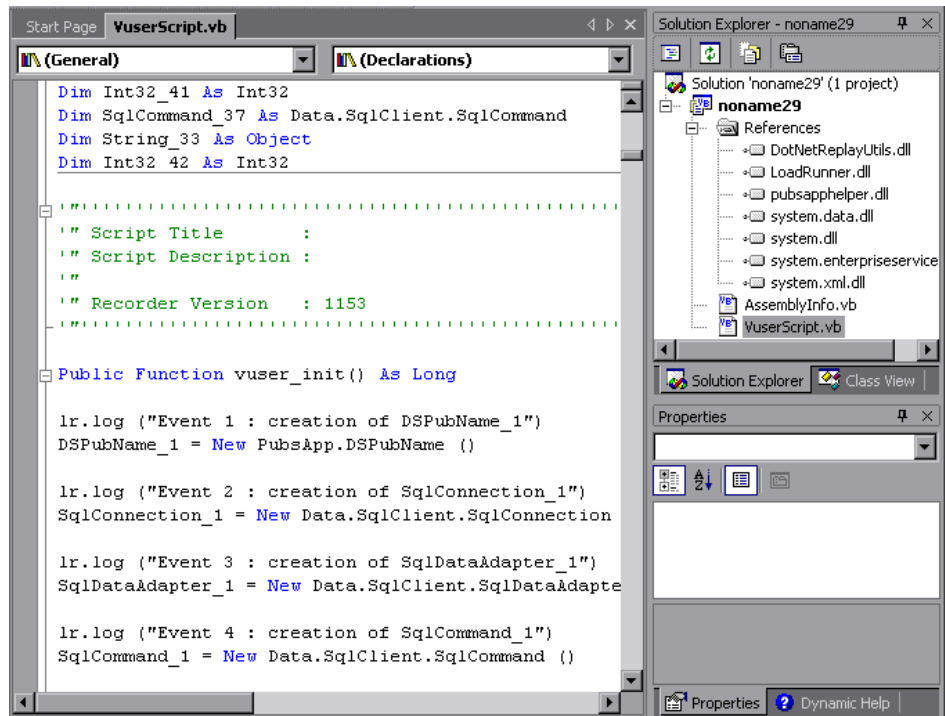 Start Page VuserScript.vb
(General) (Declarations)
Dim Int32_41 As Int32
Dim SqlCommand_37 As Data.SqlClient.SqlCommand
Dim String_33 As Object
Dim Int32_42 As Int32
'"'''''''''''''''''''''''''''''''''''''''''''''
'" Script Title :
'" Script Description :
'"
'" Recorder Version : 1153
'"'''''''''''''''''''''''''''''''''''''''''''''
Public Function vuser_init() As Long
lr.log ("Event 1 : creation of DSPubName_1")
DSPubName_1 = New PubsApp.DSPubName ()
lr.log ("Event 2 : creation of SqlConnection_1")
SqlConnection_1 = New Data.SqlClient.SqlConnection
lr.log ("Event 3 : creation of SqlDataAdapter_1")
SqlDataAdapter_1 = New Data.SqlClient.SqlDataAdapte
lr.log ("Event 4 : creation of SqlCommand_1")
SqlCommand_1 = New Data.SqlClient.SqlCommand ()
Solution Explorer - noname29
Solution 'noname29' (1 project)
noname29
References
DotNetReplayUtils.dll
LoadRunner.dll
pubsapphelper.dll
system.data.dll
system.dll
system.enterpriseservice
system.xml.dll
AssemblyInfo.vb
VuserScript.vb
Solution Explorer Class View
Properties
Properties Dynamic Help